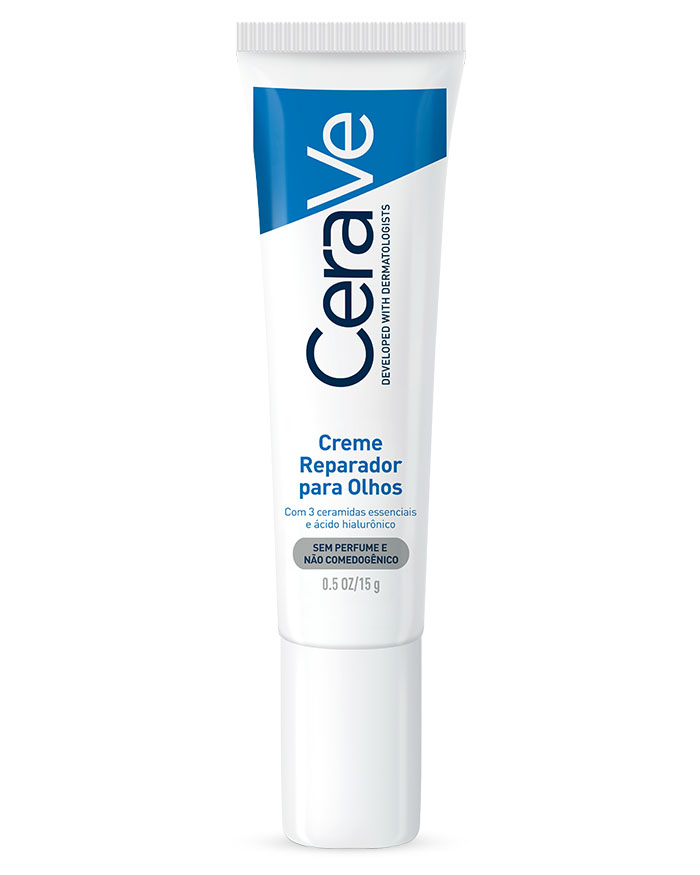 CeraVe
DEVELOPED WITH DERMATOLOGISTS
Creme
Reparador
para Olhos
Com 3 ceramidas essenciais
e ácido hialurônico
SEM PERFUME E
NÃO COMEDOGÊNICO
0.5 OZ/15 g